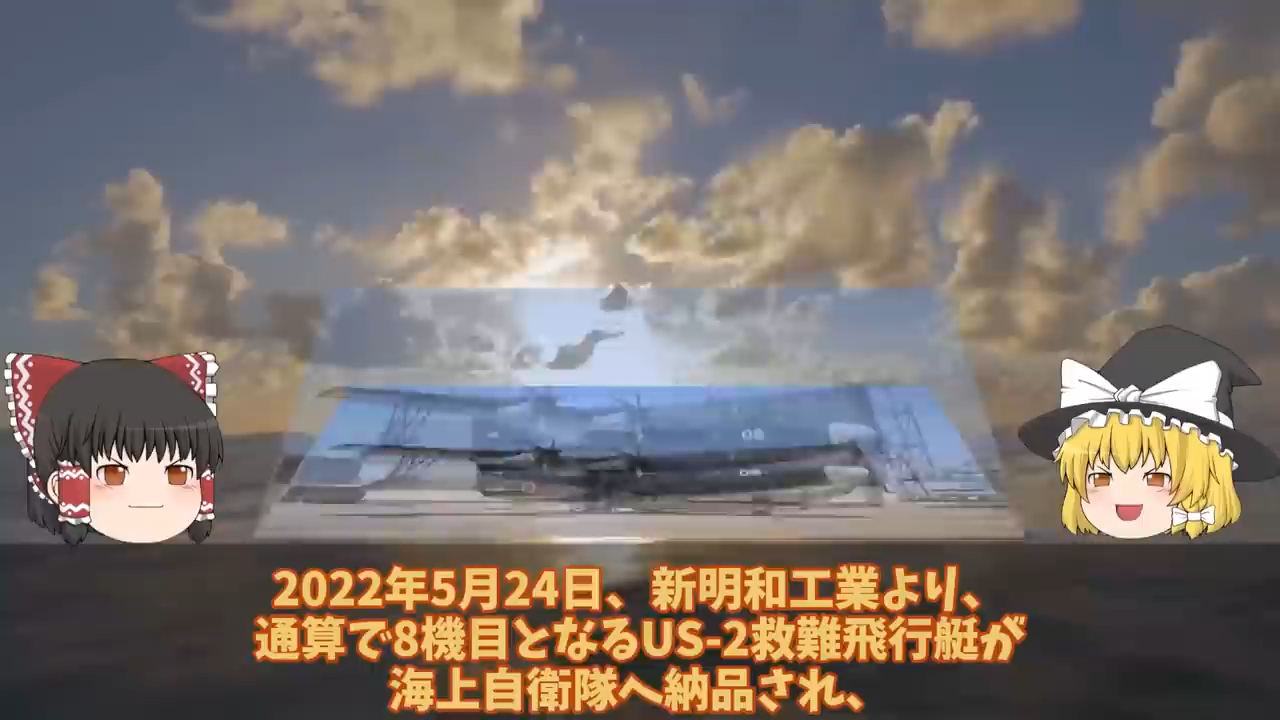 2022年5月24日、新明和工業より、
通算で8機目となるUS-2救難飛行艇が
海上自衛隊へ納品され、